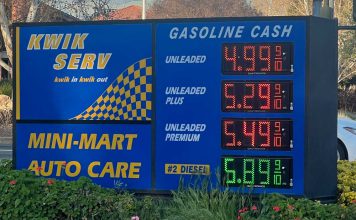 KWIK
SERV
kwik in kwik out
MINI-MART
AUTO CARE
GASOLINE CASH
UNLEADED 4.99 9/10
UNLEADED PLUS 5.29 9/10
UNLEADED PREMIUM 5.49 9/10
#2 DIESEL 5.89 9/10